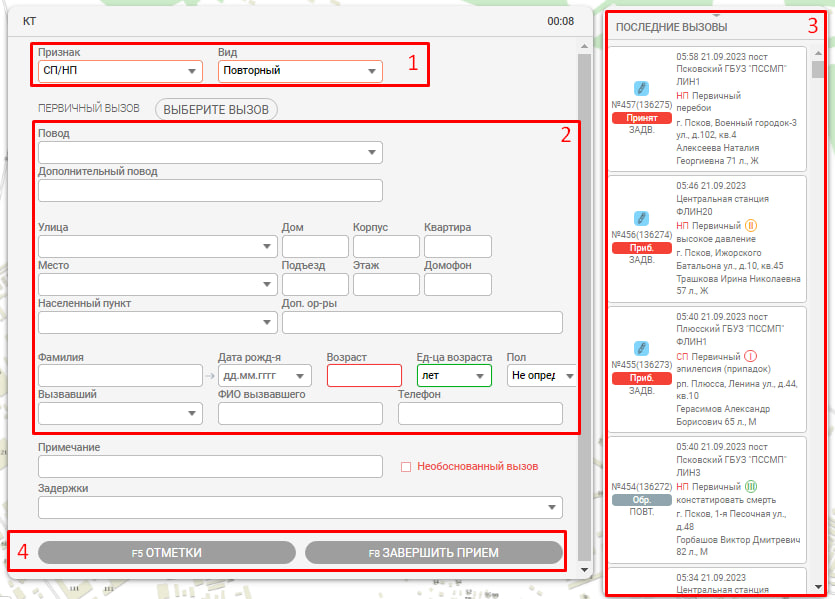 КТ
00:08
Признак
Вид
СП/НП
Повторный
1
ПЕРВИЧНЫЙ ВЫЗОВ
ВЫБЕРИТЕ ВЫЗОВ
2
Повод
Дополнительный повод
Улица
Дом
Корпус
Квартира
Место
Подъезд
Этаж
Домофон
Населенный пункт
Доп. ор-ры
Фамилия
Дата рожд-я
Возраст
Ед-ца возраста
Пол
дд.мм.гггг
лет
Не опред
Вызвавший
ФИО вызвавшего
Телефон
Примечание
Необоснованный вызов
Задержки
4
F5 ОТМЕТКИ
F8 ЗАВЕРШИТЬ ПРИЕМ
ПОСЛЕДНИЕ ВЫЗОВЫ
3
№457(136275)
Принят
ЗАДВ.
05:58 21.09.2023 пост
Псковский ГБУЗ "ПССМП"
ЛИН1
НП Первичный
перебои
г. Псков, Военный городок-3
ул., д.102, кв.4
Алексеева Наталия
Георгиевна 71 л., Ж
№456(136274)
Приб.
ЗАДВ.
05:46 21.09.2023
Центральная станция
ФЛИН20
НП Первичный II
высокое давление
г. Псков, Ижорского
Батальона ул., д.10, кв.45
Трашкова Ирина Николаевна
57 л., Ж
№455(136273)
Приб.
ЗАДВ.
05:40 21.09.2023 пост
Плюсский ГБУЗ "ПССМП"
ФЛИН1
СП Первичный I
эпилепсия (припадок)
рп. Плюсса, Ленина ул., д.44,
кв.10
Герасимов Александр
Борисович 65 л., М
№454(136272)
Обр.
ПОВТ.
05:40 21.09.2023 пост
Псковский ГБУЗ "ПССМП"
ЛИН3
НП Первичный III
констатировать смерть
г. Псков, 1-я Песочная ул.,
д.48
Горбашов Виктор Дмитревич
82 л., М
05:34 21.09.2023
Центральная станция